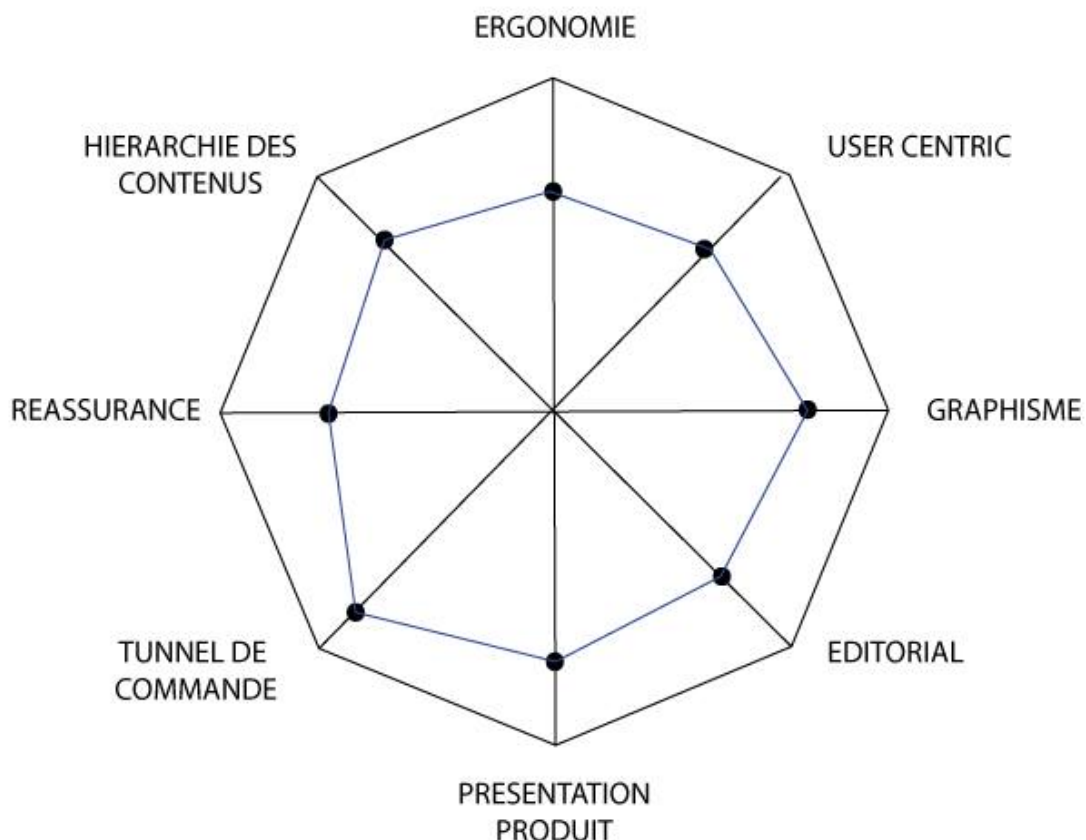 ERGONOMIE
HIERARCHIE DES
CONTENUS
USER CENTRIC
REASSURANCE
GRAPHISME
TUNNEL DE
COMMANDE
EDITORIAL
PRESENTATION
PRODUIT